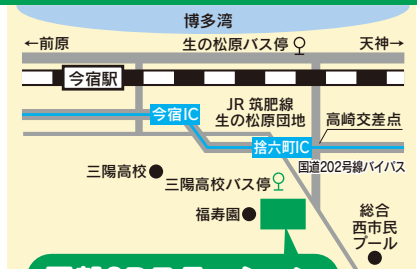 博多湾
←前原
生の松原バス停
天神→
今宿駅
今宿IC
JR 筑肥線
生の松原団地
高崎交差点
捨六町IC
国道202号線バイパス
三陽高校
三陽高校バス停
福寿園
総合
西市民
プール